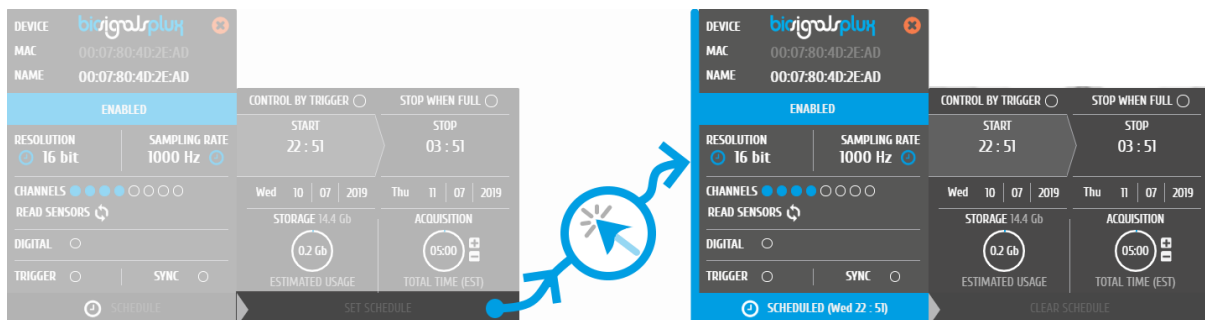 DEVICE biosignalsplux
MAC 00:07:80:4D:2E:AD
NAME 00:07:80:4D:2E:AD
ENABLED
RESOLUTION SAMPLING RATE
16 bit 1000 Hz
CHANNELS
READ SENSORS
DIGITAL
TRIGGER SYNC
SCHEDULE
CONTROL BY TRIGGER STOP WHEN FULL
START STOP
22 : 51 03 : 51
Wed 10 07 2019 Thu 11 07 2019
STORAGE 14.4 Gb ACQUISITION
0.2 Gb 05:00
ESTIMATED USAGE TOTAL TIME (EST)
SET SCHEDULE
DEVICE biosignalsplux
MAC 00:07:80:4D:2E:AD
NAME 00:07:80:4D:2E:AD
ENABLED
RESOLUTION SAMPLING RATE
16 bit 1000 Hz
CHANNELS
READ SENSORS
DIGITAL
TRIGGER SYNC
SCHEDULED (Wed 22 : 51)
CONTROL BY TRIGGER STOP WHEN FULL
START STOP
22 : 51 03 : 51
Wed 10 07 2019 Thu 11 07 2019
STORAGE 14.4 Gb ACQUISITION
0.2 Gb 05:00
ESTIMATED USAGE TOTAL TIME (EST)
CLEAR SCHEDULE